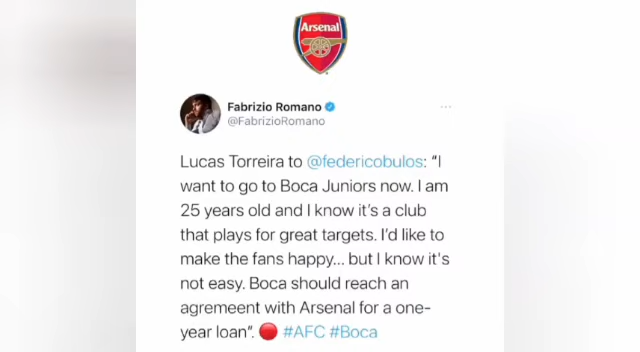 Arsenal
Fabrizio Romano
@FabrizioRomano
Lucas Torreira to @federicobulos: "I
want to go to Boca Juniors now. I am
25 years old and I know it's a club
that plays for great targets. I'd like to
make the fans happy... but I know it's
not easy. Boca should reach an
agremeent with Arsenal for a one-
year loan". 🔴 #AFC #Boca